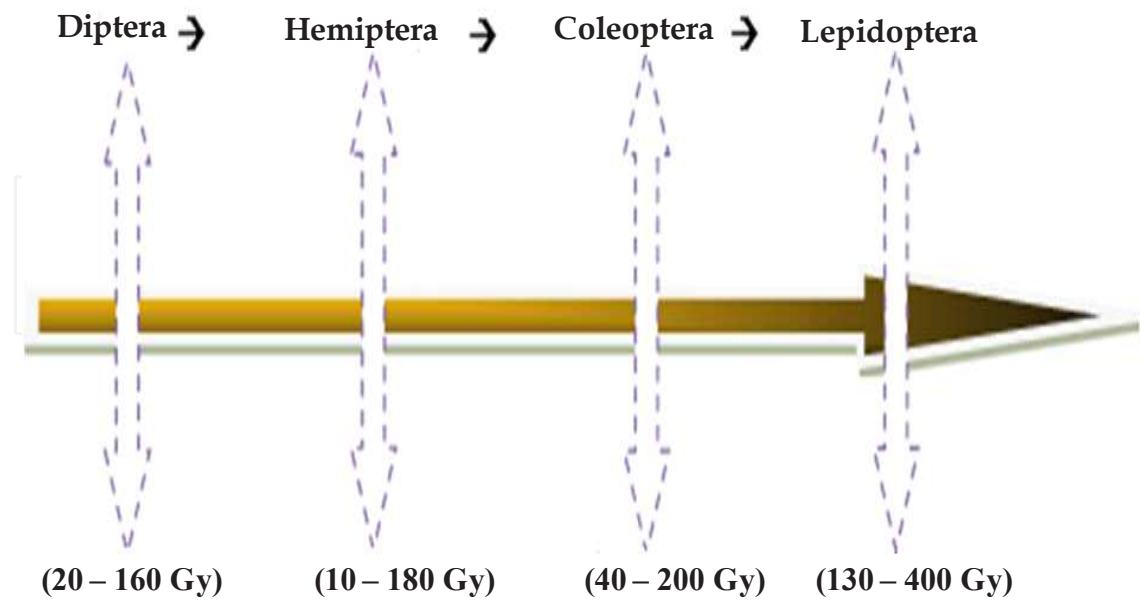 Diptera → Hemiptera → Coleoptera → Lepidoptera
(20 – 160 Gy) (10 – 180 Gy) (40 – 200 Gy) (130 – 400 Gy)